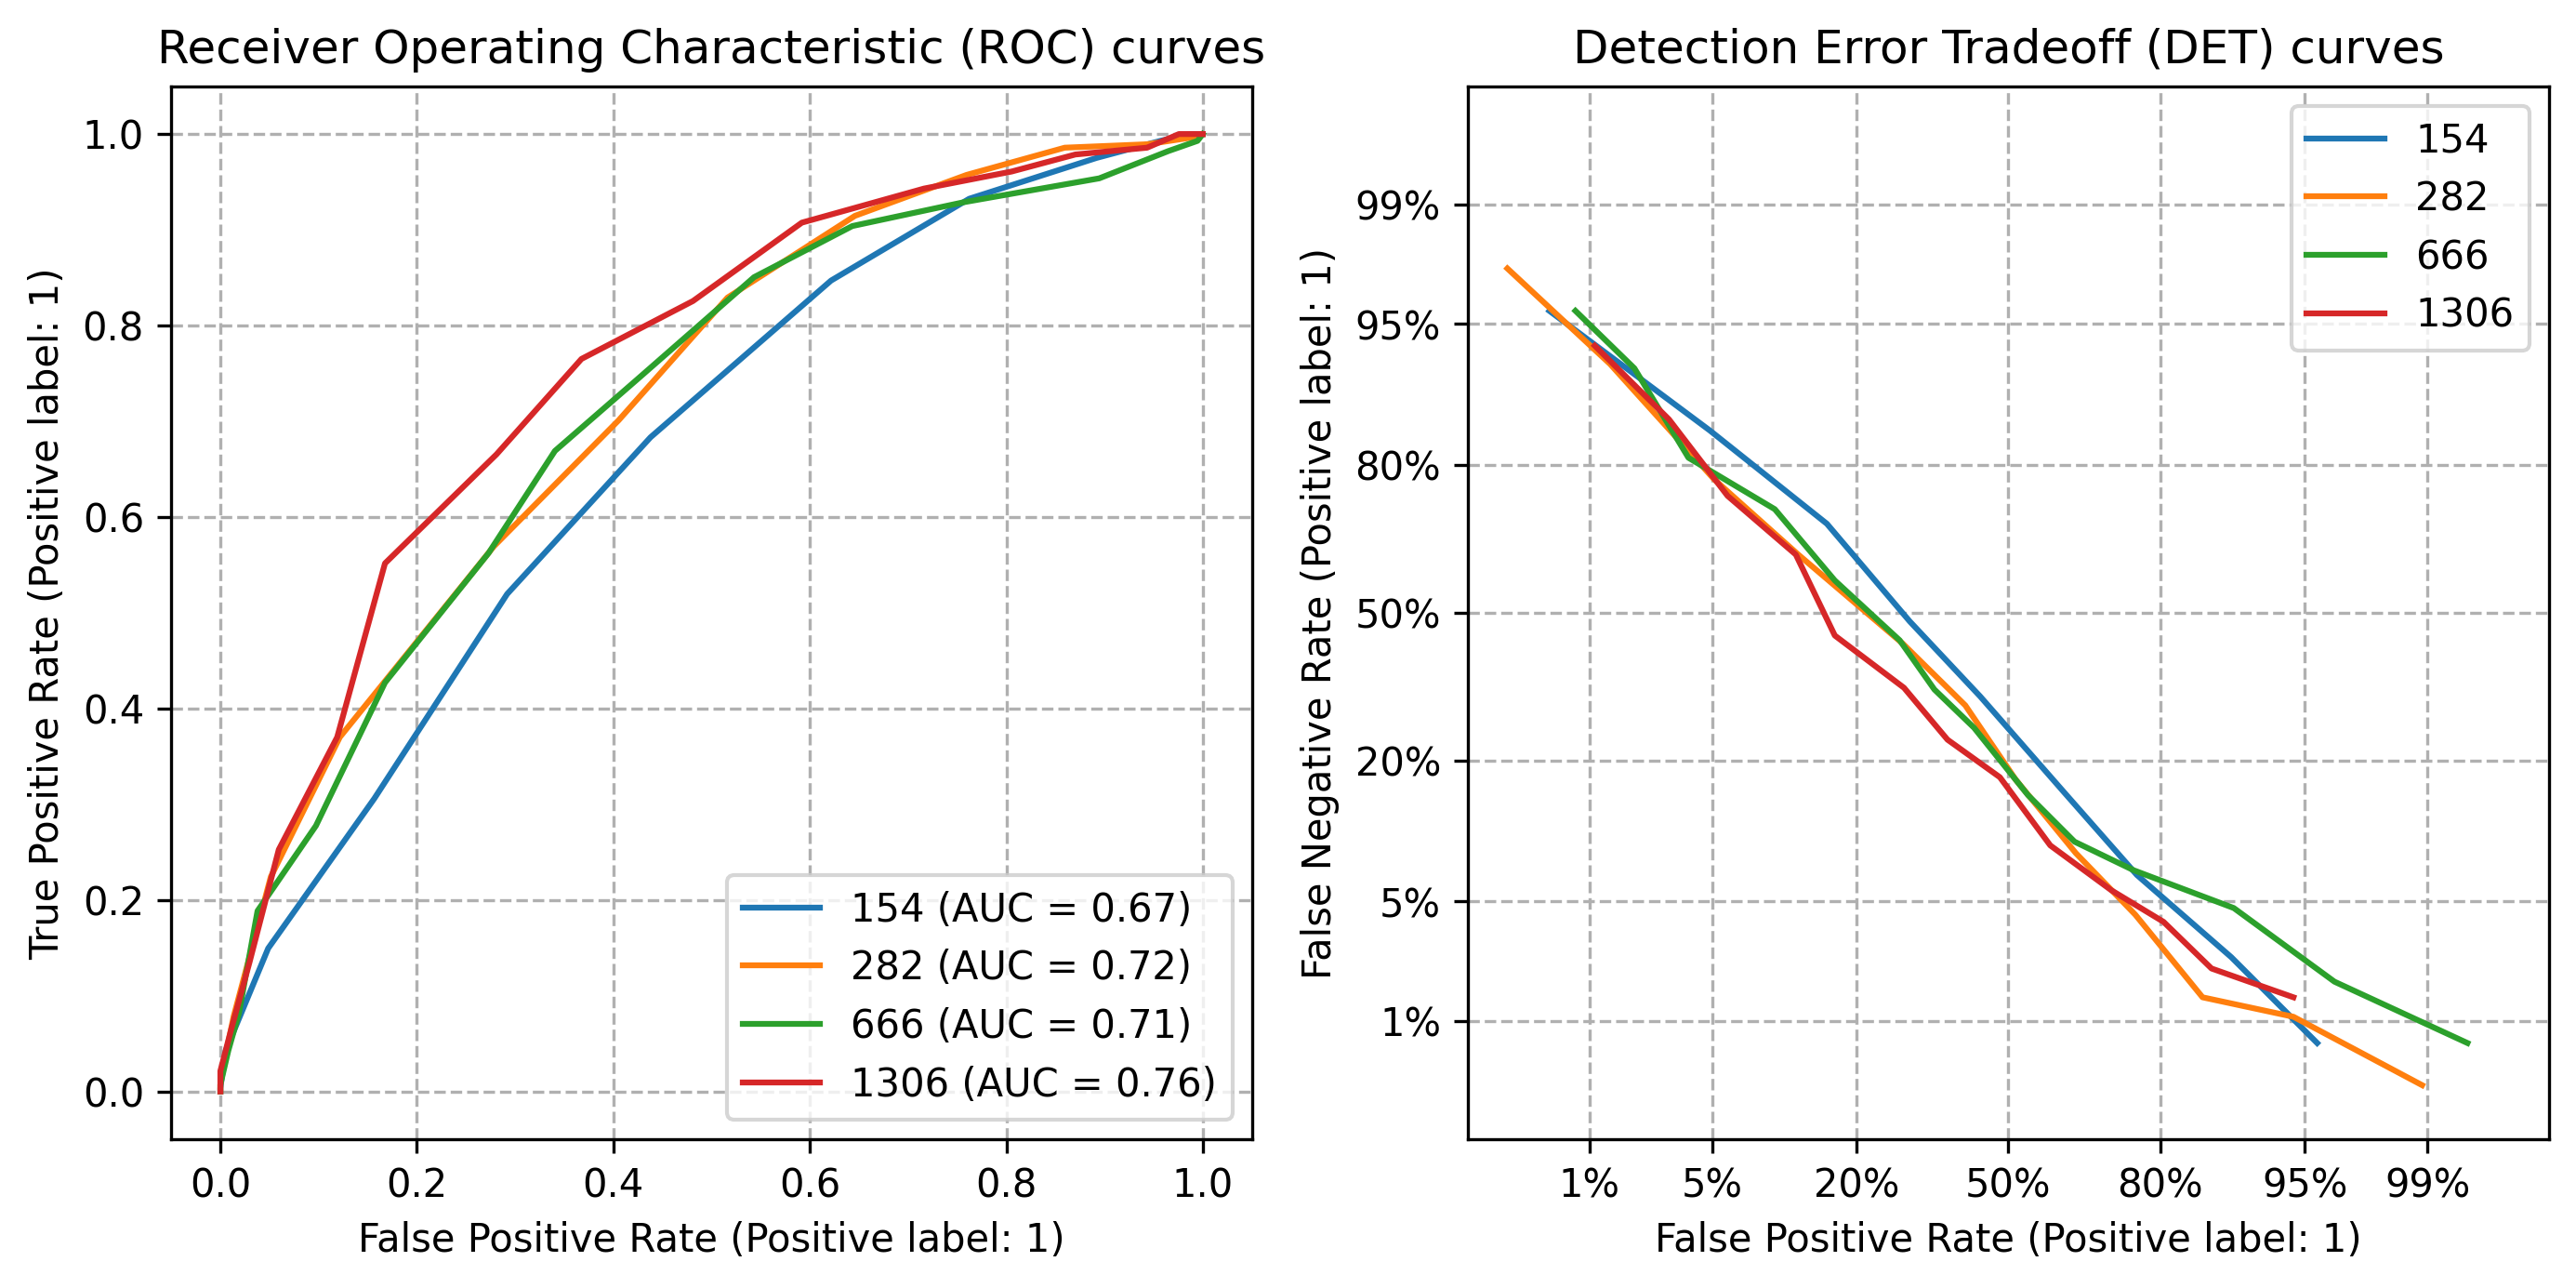 Receiver Operating Characteristic (ROC) curves
True Positive Rate (Positive label: 1)
1.0
0.8
0.6
0.4
0.2
0.0
154 (AUC = 0.67)
282 (AUC = 0.72)
666 (AUC = 0.71)
1306 (AUC = 0.76)
0.0 0.2 0.4 0.6 0.8 1.0
False Positive Rate (Positive label: 1)
Detection Error Tradeoff (DET) curves
False Negative Rate (Positive label: 1)
99%
95%
80%
50%
20%
5%
1%
154
282
666
1306
1% 5% 20% 50% 80% 95% 99%
False Positive Rate (Positive label: 1)